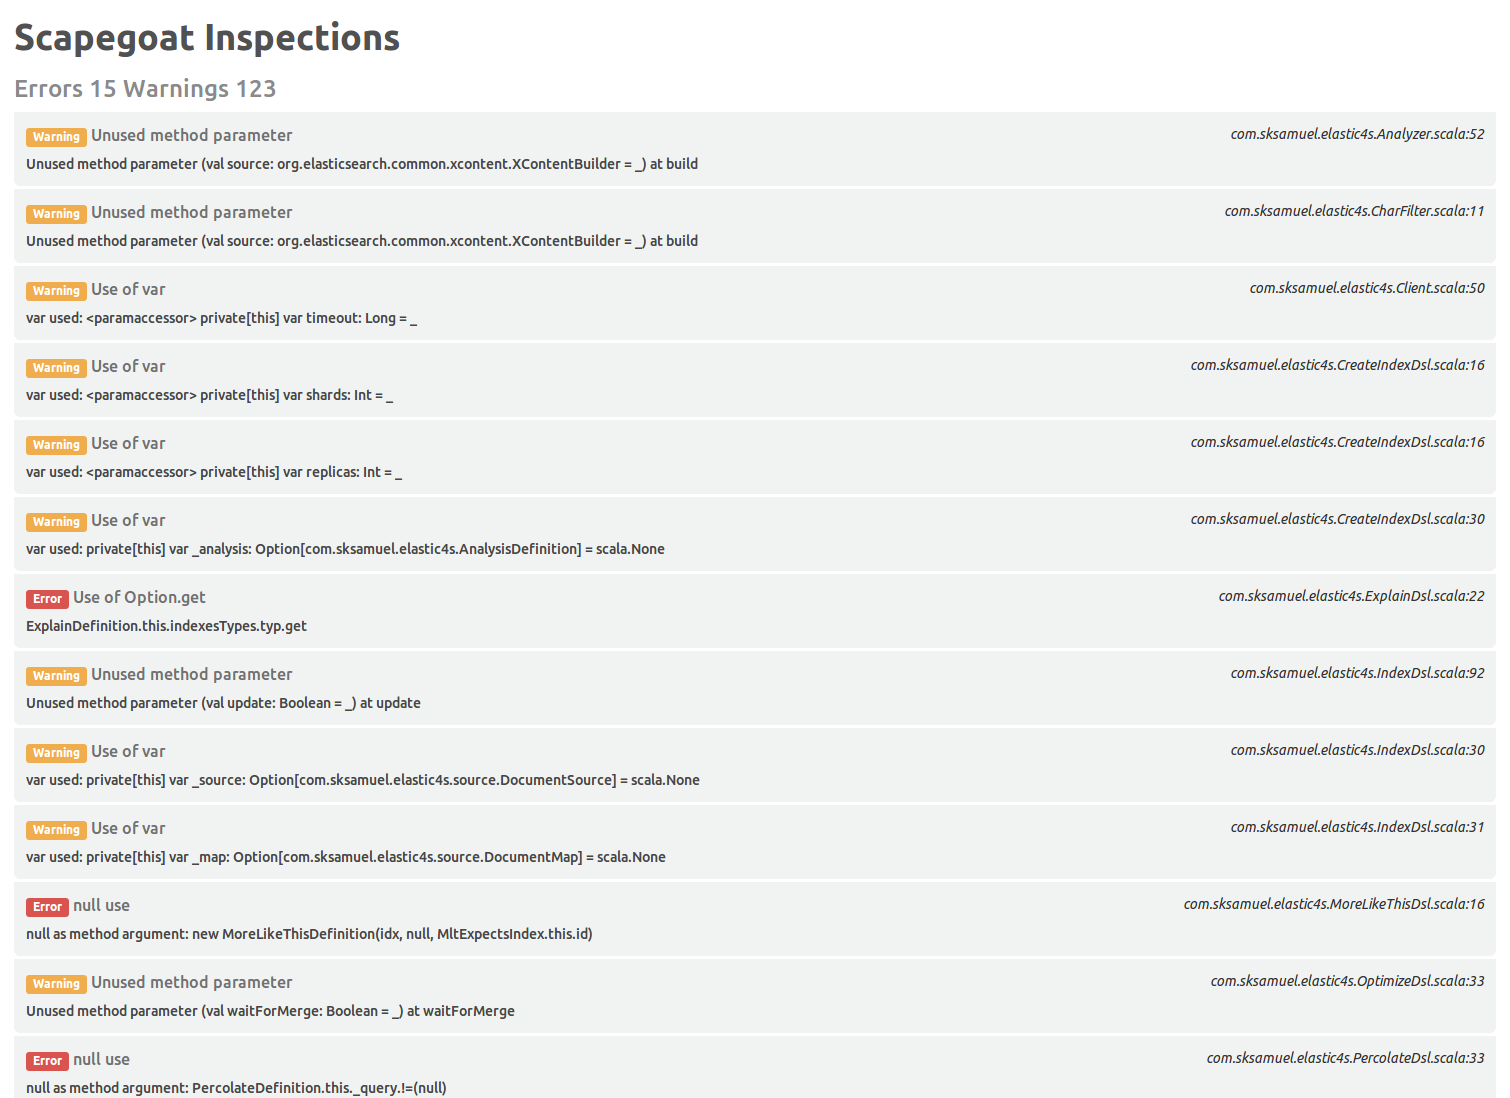 Scapegoat Inspections
Errors 15 Warnings 123
Warning Unused method parameter com.sksamuel.elastic4s.Analyzer.scala:52
Unused method parameter (val source: org.elasticsearch.common.xcontent.XContentBuilder = _) at build
Warning Unused method parameter com.sksamuel.elastic4s.CharFilter.scala:11
Unused method parameter (val source: org.elasticsearch.common.xcontent.XContentBuilder = _) at build
Warning Use of var com.sksamuel.elastic4s.Client.scala:50
var used: <paramaccessor> private[this] var timeout: Long = _
Warning Use of var com.sksamuel.elastic4s.CreateIndexDsl.scala:16
var used: <paramaccessor> private[this] var shards: Int = _
Warning Use of var com.sksamuel.elastic4s.CreateIndexDsl.scala:16
var used: <paramaccessor> private[this] var replicas: Int = _
Warning Use of var com.sksamuel.elastic4s.CreateIndexDsl.scala:30
var used: private[this] var _analysis: Option[com.sksamuel.elastic4s.AnalysisDefinition] = scala.None
Error Use of Option.get com.sksamuel.elastic4s.ExplainDsl.scala:22
ExplainDefinition.this.indexesTypes.typ.get
Warning Unused method parameter com.sksamuel.elastic4s.IndexDsl.scala:92
Unused method parameter (val update: Boolean = _) at update
Warning Use of var com.sksamuel.elastic4s.IndexDsl.scala:30
var used: private[this] var _source: Option[com.sksamuel.elastic4s.source.DocumentSource] = scala.None
Warning Use of var com.sksamuel.elastic4s.IndexDsl.scala:31
var used: private[this] var _map: Option[com.sksamuel.elastic4s.source.DocumentMap] = scala.None
Error null use com.sksamuel.elastic4s.MoreLikeThisDsl.scala:16
null as method argument: new MoreLikeThisDefinition(idx, null, MltExpectsIndex.this.id)
Warning Unused method parameter com.sksamuel.elastic4s.OptimizeDsl.scala:33
Unused method parameter (val waitForMerge: Boolean = _) at waitForMerge
Error null use com.sksamuel.elastic4s.PercolateDsl.scala:33
null as method argument: PercolateDefinition.this._query.!=(null)